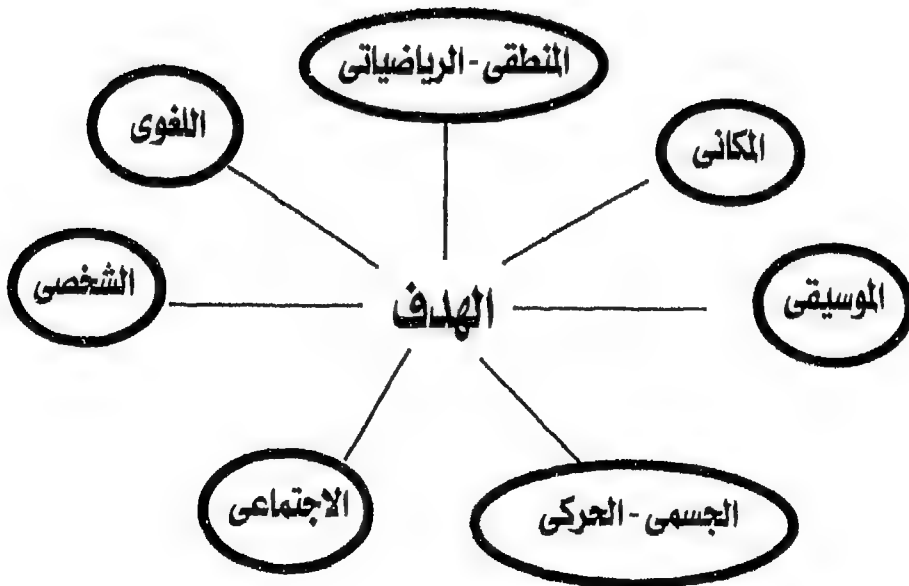 المنطقى - الرياضياتى
اللغوى
المكانى
الشخصى
الهدف
الموسيقى
الاجتماعى
الجسمى - الحركى